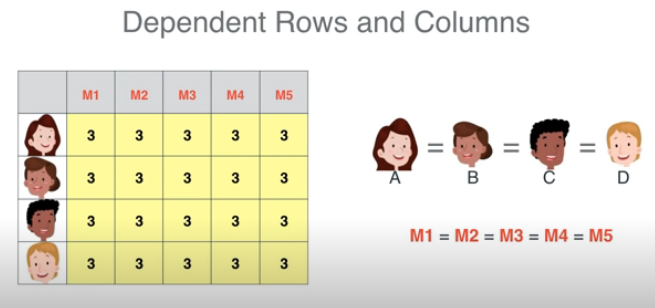 Dependent Rows and Columns
M1 M2 M3 M4 M5
3 3 3 3 3
3 3 3 3 3
3 3 3 3 3
3 3 3 3 3
= = =
A B C D
M1 = M2 = M3 = M4 = M5